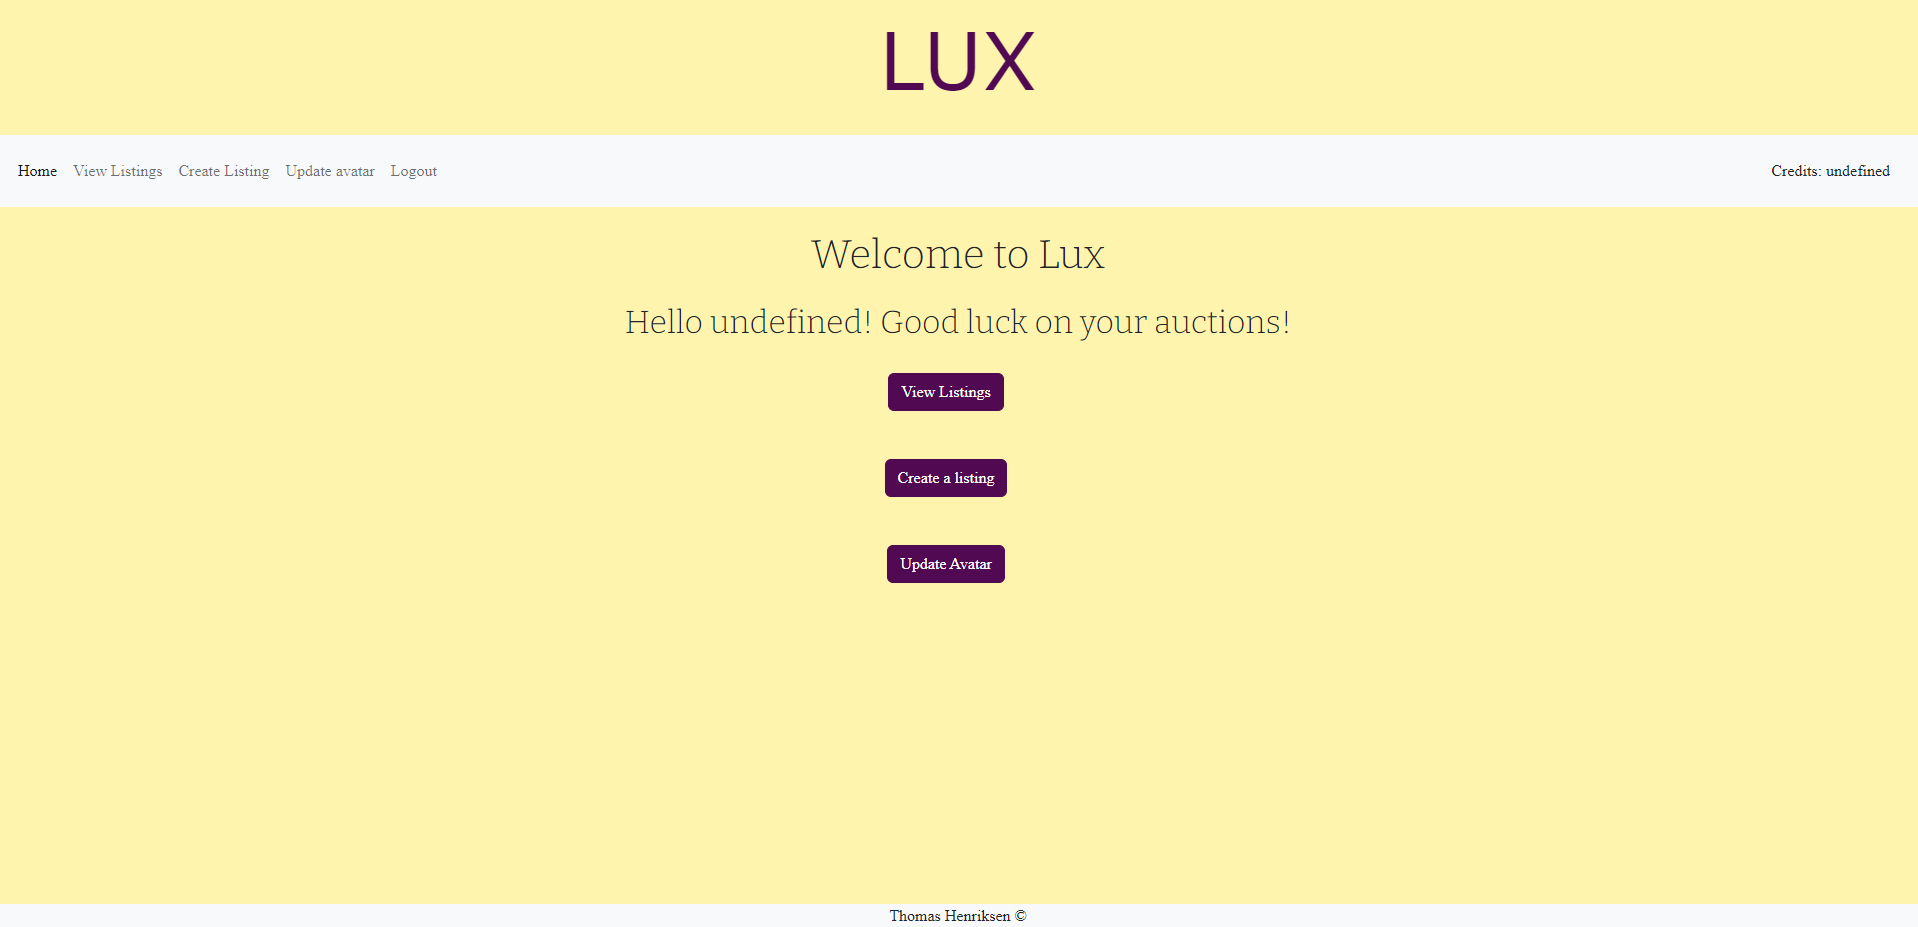 LUX
Home View Listings Create Listing Update avatar Logout Credits: undefined
Welcome to Lux
Hello undefined! Good luck on your auctions!
View Listings
Create a listing
Update Avatar
Thomas Henriksen ©